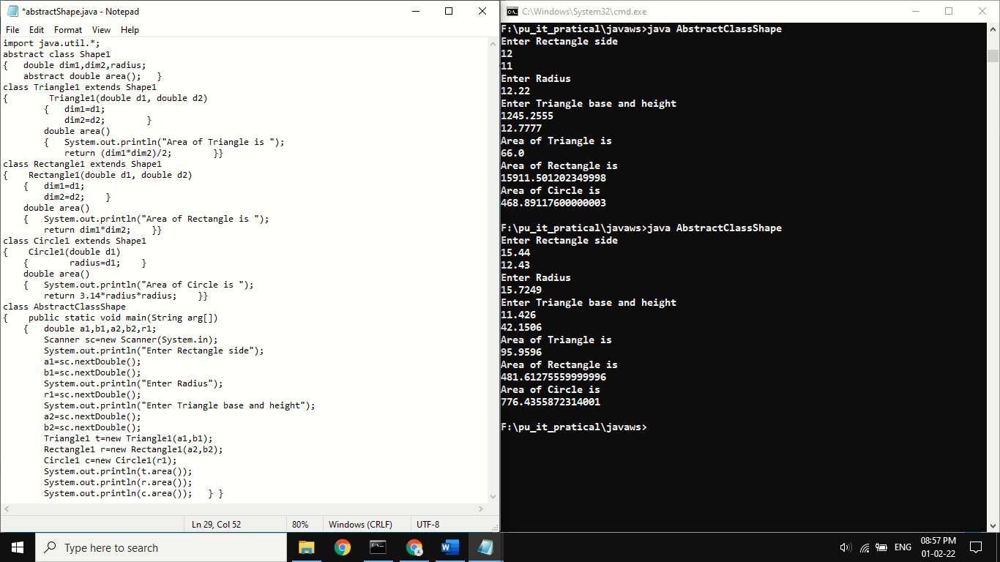 *abstractShape.java - Notepad
File Edit Format View Help
import java.util.*;
abstract class Shape1
{   double dim1,dim2,radius;
    abstract double area();   }
class Triangle1 extends Shape1
{        Triangle1(double d1, double d2)
        {   dim1=d1;
            dim2=d2;        }
        double area()
        {   System.out.println("Area of Triangle is ");
            return (dim1*dim2)/2;        }}
class Rectangle1 extends Shape1
{    Rectangle1(double d1, double d2)
    {   dim1=d1;
        dim2=d2;    }
    double area()
    {   System.out.println("Area of Rectangle is ");
        return dim1*dim2;    }}
class Circle1 extends Shape1
{    Circle1(double d1)
    {        radius=d1;    }
    double area()
    {   System.out.println("Area of Circle is ");
        return 3.14*radius*radius;    }}
class AbstractClassShape
{    public static void main(String arg[])
    {   double a1,b1,a2,b2,r1;
        Scanner sc=new Scanner(System.in);
        System.out.println("Enter Rectangle side");
        a1=sc.nextDouble();
        b1=sc.nextDouble();
        System.out.println("Enter Radius");
        r1=sc.nextDouble();
        System.out.println("Enter Triangle base and height");
        a2=sc.nextDouble();
        b2=sc.nextDouble();
        Triangle1 t=new Triangle1(a1,b1);
        Rectangle1 r=new Rectangle1(a2,b2);
        Circle1 c=new Circle1(r1);
        System.out.println(t.area());
        System.out.println(r.area());
        System.out.println(c.area());   } }
Ln 29, Col 52
80%
Windows (CRLF)
UTF-8
C:\Windows\System32\cmd.exe
F:\pu_it_pratical\javaws>java AbstractClassShape
Enter Rectangle side
12
11
Enter Radius
12.22
Enter Triangle base and height
1245.2555
12.7777
Area of Triangle is
66.0
Area of Rectangle is
15911.501202349998
Area of Circle is
468.89117600000003
F:\pu_it_pratical\javaws>java AbstractClassShape
Enter Rectangle side
15.44
12.43
Enter Radius
15.7249
Enter Triangle base and height
11.426
42.1506
Area of Triangle is
95.9596
Area of Rectangle is
481.61275559999996
Area of Circle is
776.4355872314001
F:\pu_it_pratical\javaws>
Type here to search
ENG
08:57 PM
01-02-22